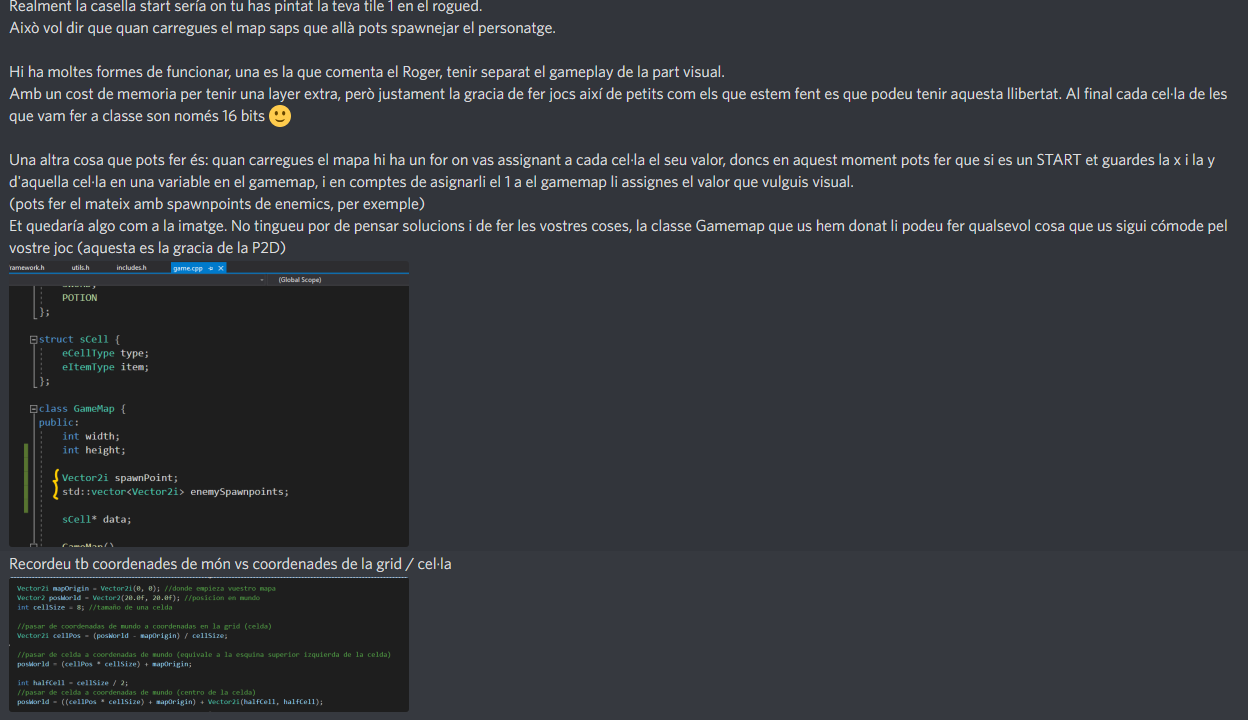 Realment la casella start sería on tu has pintat la teva tile 1 en el rogued.
Això vol dir que quan carregues el map saps que allà pots spawnejar el personatge.
Hi ha moltes formes de funcionar, una es la que comenta el Roger, tenir separat el gameplay de la part visual.
Amb un cost de memoria per tenir una layer extra, però justament la gracia de fer jocs així de petits com els que estem fent es que podeu tenir aquesta llibertat. Al final cada cel·la de les
que vam fer a classe son només 16 bits 🙂
Una altra cosa que pots fer és: quan carregues el mapa hi ha un for on vas assignant a cada cel·la el seu valor, doncs en aquest moment pots fer que si es un START et guardes la x i la y
d'aquella cel·la en una variable en el gamemap, i en comptes de asignarli el 1 a el gamemap li assignes el valor que vulguis visual.
(pots fer el mateix amb spawnpoints de enemics, per exemple)
Et quedaría algo com a la imatge. No tingueu por de pensar solucions i de fer les vostres coses, la classe Gamemap que us hem donat li podeu fer qualsevol cosa que us sigui cómode pel
vostre joc (aquesta es la gracia de la P2D)
utils.h includes.h game.cpp
(Global Scope)
POTION
};
struct sCell {
eCellType type;
eItemType item;
};
class GameMap {
public:
int width;
int height;
Vector2i spawnPoint;
std::vector<Vector2i> enemySpawnpoints;
sCell* data;
GameMap()
Recordeu tb coordenades de món vs coordenades de la grid / cel·la
Vector2i mapOrigin = Vector2i(0, 0); //donde empieza vuestro mapa
Vector2 posWorld = Vector2(20.0f, 20.0f); //posicion en mundo
int cellSize = 8; //tamaño de una celda
//pasar de coordenadas de mundo a coordenadas en la grid (celda)
Vector2i cellPos = (posWorld - mapOrigin) / cellSize;
//pasar de celda a coordenadas de mundo (equivale a la esquina superior izquierda de la celda)
posWorld = (cellPos * cellSize) + mapOrigin;
int halfCell = cellSize / 2;
//pasar de celda a coordenadas de mundo (centro de la celda)
posWorld = ((cellPos * cellSize) + mapOrigin) + Vector2i(halfCell, halfCell);